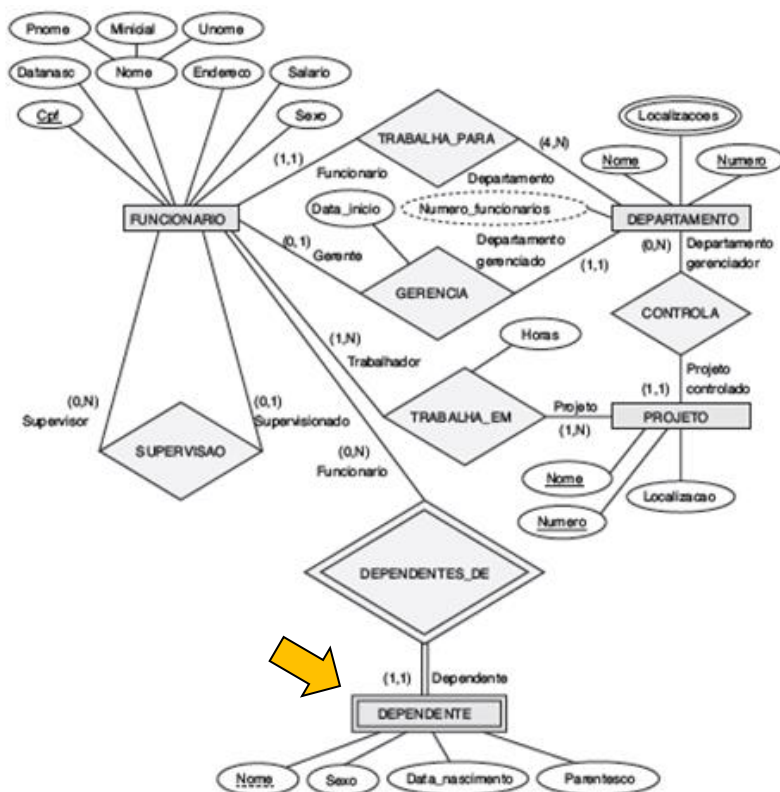 Pnome Minicial Unome
Datanasc Nome Endereco Salario
Cpf Sexo
Localizacoes
TRABALHA_PARA
(1,1) (4,N)
Nome Numero
Funcionario Departamento
Data_inicio Numero_funcionarios
FUNCIONARIO DEPARTAMENTO
(0,1) Departamento (0,N) Departamento
Gerente gerenciado gerenciador
(1,1)
GERENCIA
CONTROLA
Horas
(1,N)
Trabalhador
Projeto
controlado
(0,N) (0,1) (1,1)
Supervisor Supervisionado
TRABALHA_EM Projeto PROJETO
(1,N)
SUPERVISAO (0,N)
Funcionario
Nome
Localizacao
Numero
DEPENDENTES_DE
(1,1) Dependente
DEPENDENTE
Nome Sexo Data_nascimento Parentesco